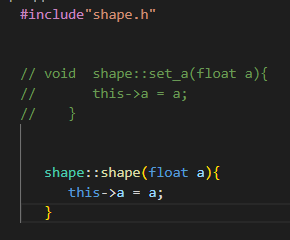 #include"shape.h"
// void  shape::set_a(float a){
//       this->a = a;
//    }
shape::shape(float a){
   this->a = a;
}